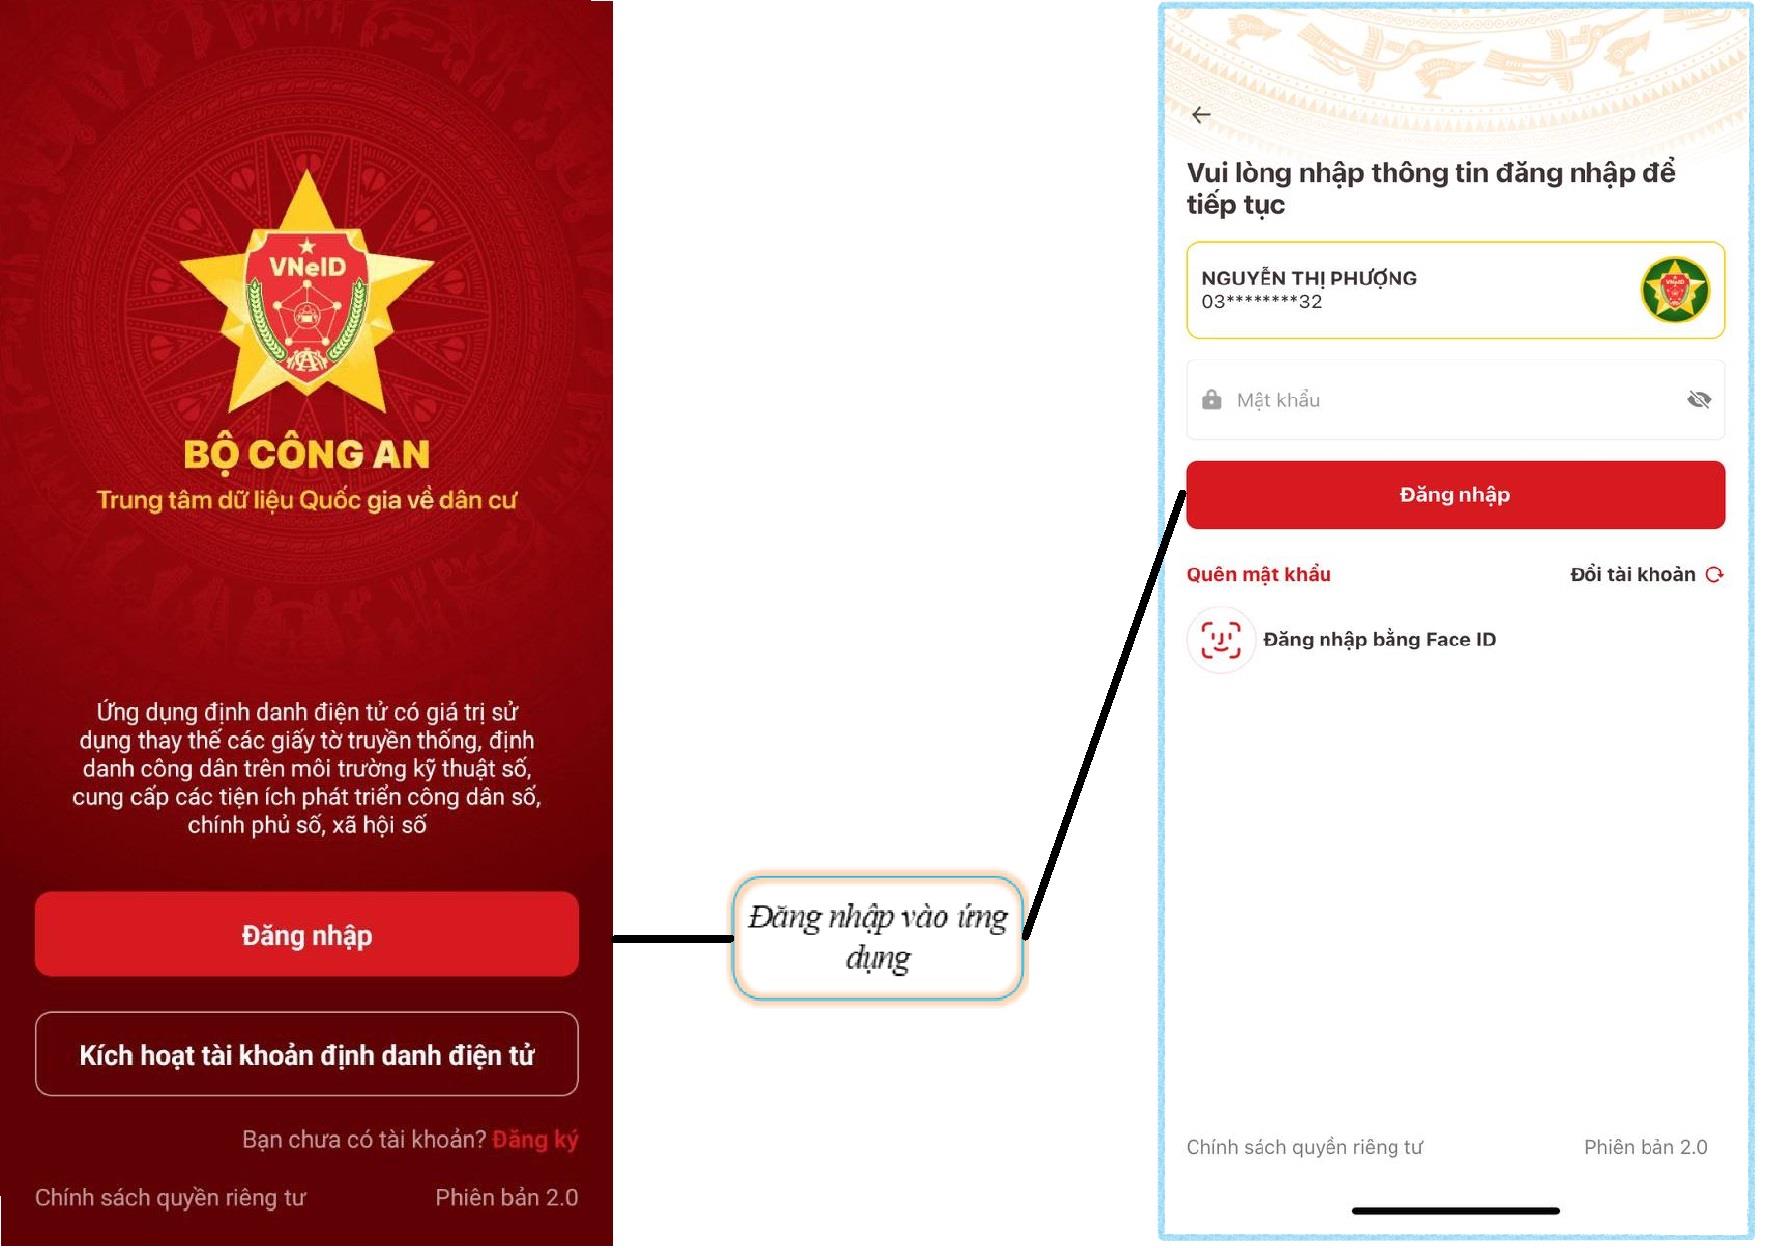 VNeID
BỘ CÔNG AN
Trung tâm dữ liệu Quốc gia về dân cư
Ứng dụng định danh điện tử có giá trị sử
dụng thay thế các giấy tờ truyền thống, định
danh công dân trên môi trường kỹ thuật số,
cung cấp các tiện ích phát triển công dân số,
chính phủ số, xã hội số
Đăng nhập
Kích hoạt tài khoản định danh điện tử
Bạn chưa có tài khoản? Đăng ký
Chính sách quyền riêng tư Phiên bản 2.0
Đăng nhập vào ứng
dụng
Vui lòng nhập thông tin đăng nhập để
tiếp tục
NGUYỄN THỊ PHƯỢNG
03********32
VNeID
Mật khẩu
Đăng nhập
Quên mật khẩu Đổi tài khoản
Đăng nhập bằng Face ID
Chính sách quyền riêng tư Phiên bản 2.0